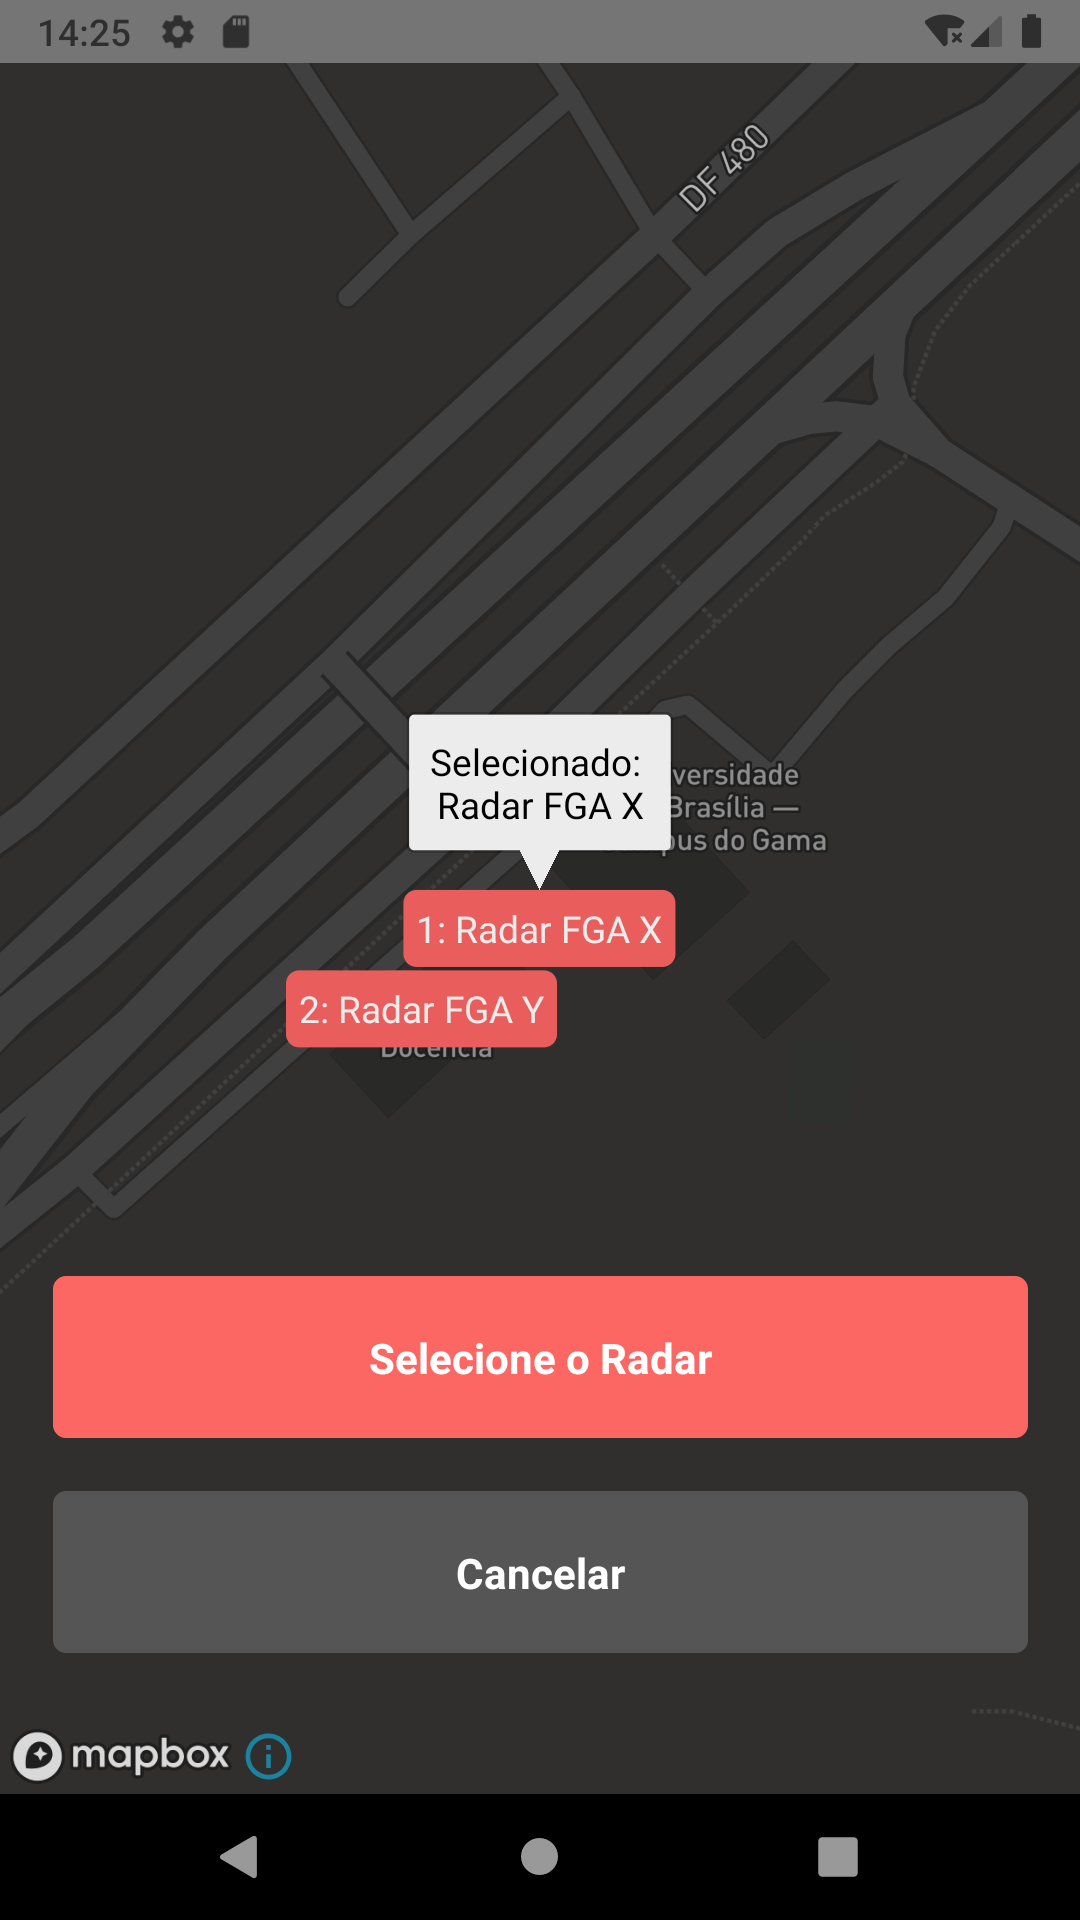 14:25
DF 480
Selecionado:
Radar FGA X
versidade
Brasília —
pus do Gama
1: Radar FGA X
2: Radar FGA Y
Docência
Selecione o Radar
Cancelar
mapbox